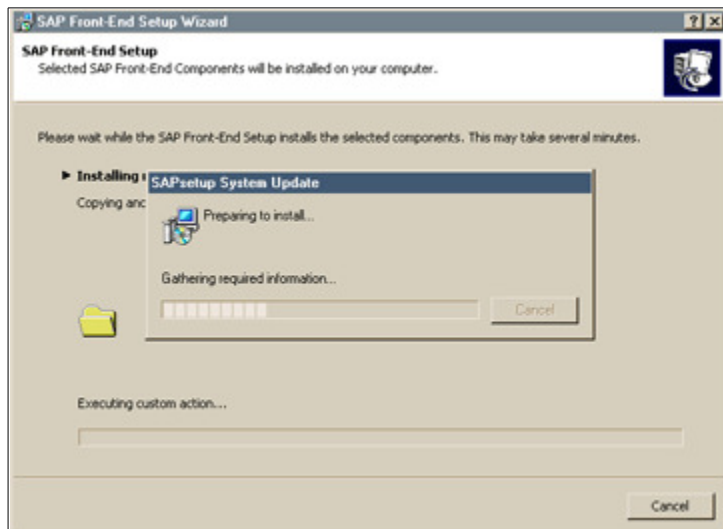 SAP Front-End Setup Wizard
SAP Front-End Setup
Selected SAP Front-End Components will be installed on your computer.
Please wait while the SAP Front-End Setup installs the selected components. This may take several minutes.
Installing
SAPsetup System Update
Copying
Preparing to install...
Gathering required information...
Cancel
Executing custom action...
Cancel